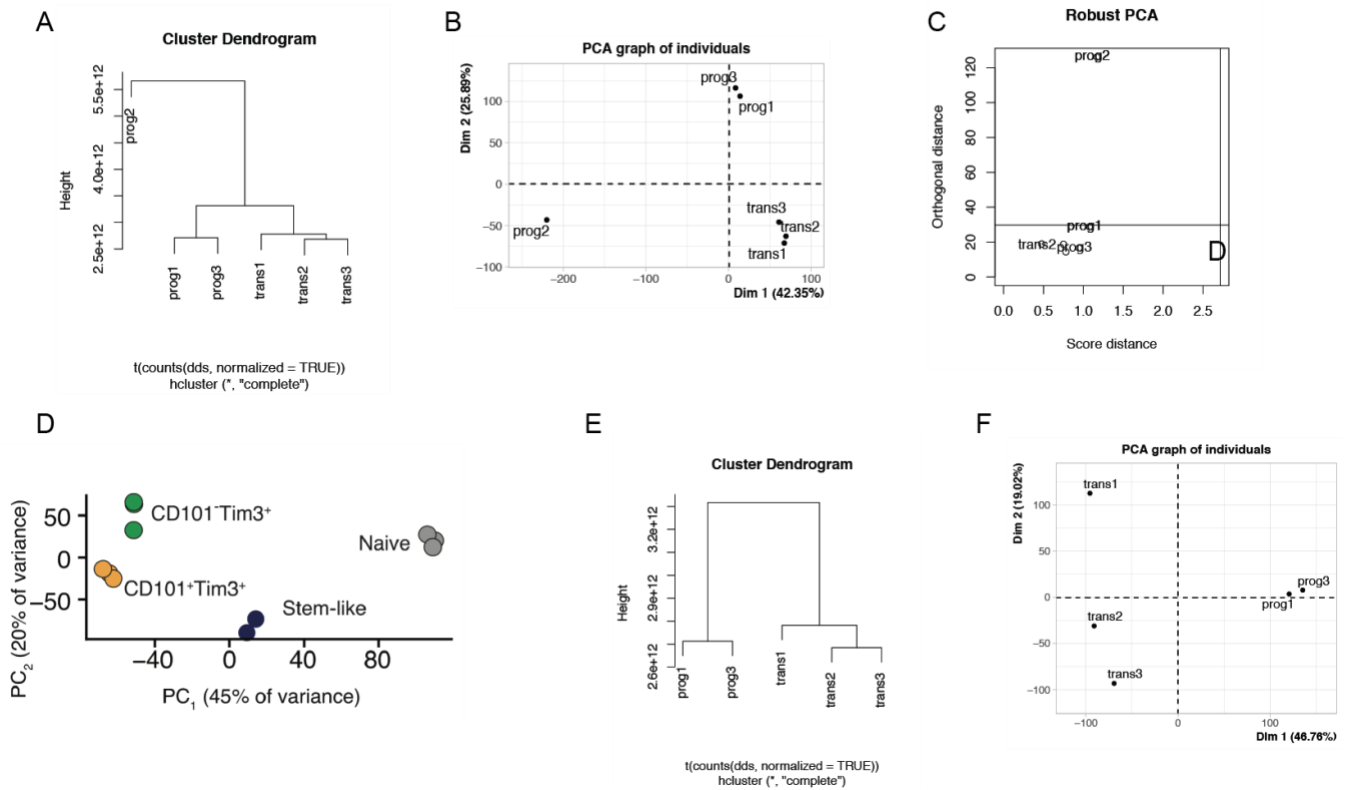 A
Cluster Dendrogram
Height
2.5e+12
4.0e+12
5.5e+12
prog2
prog1
prog3
trans1
trans2
trans3
t(counts(dds, normalized = TRUE))
hcluster (*, "complete")
B
PCA graph of individuals
Dim 2 (25.89%)
100
50
0
−50
−100
prog3
prog1
trans3
trans2
trans1
prog2
−200
−100
0
100
Dim 1 (42.35%)
C
Robust PCA
Orthogonal distance
0
20
40
60
80
100
120
prog2
prog1
trans2
prog3
D
0.0
0.5
1.0
1.5
2.0
2.5
Score distance
D
PC2 (20% of variance)
50
0
−50
CD101-Tim3+
CD101+Tim3+
Naive
Stem-like
−40
0
40
80
PC1 (45% of variance)
E
Cluster Dendrogram
Height
2.6e+12
2.9e+12
3.2e+12
prog1
prog3
trans1
trans2
trans3
t(counts(dds, normalized = TRUE))
hcluster (*, "complete")
F
PCA graph of individuals
Dim 2 (19.02%)
100
50
0
−50
−100
trans1
prog3
prog1
trans2
trans3
−100
0
100
Dim 1 (46.76%)